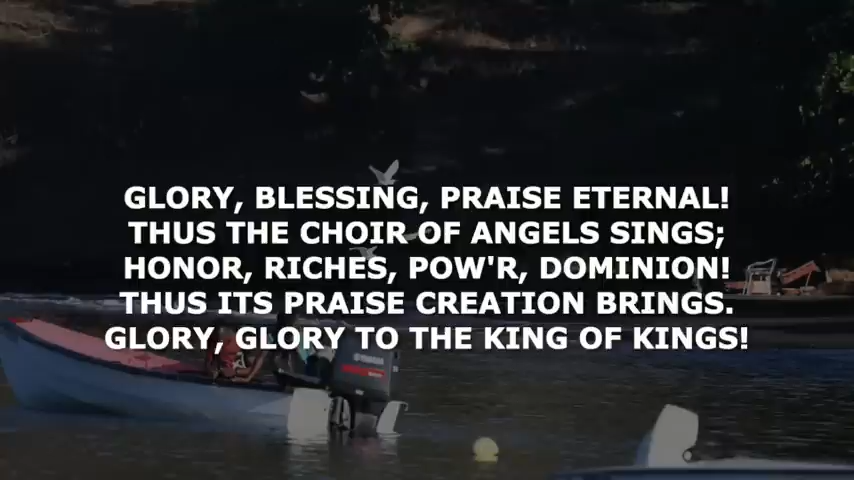 GLORY, BLESSING, PRAISE ETERNAL!
THUS THE CHOIR OF ANGELS SINGS;
HONOR, RICHES, POW'R, DOMINION!
THUS ITS PRAISE CREATION BRINGS.
GLORY, GLORY TO THE KING OF KINGS!
YAMAHA